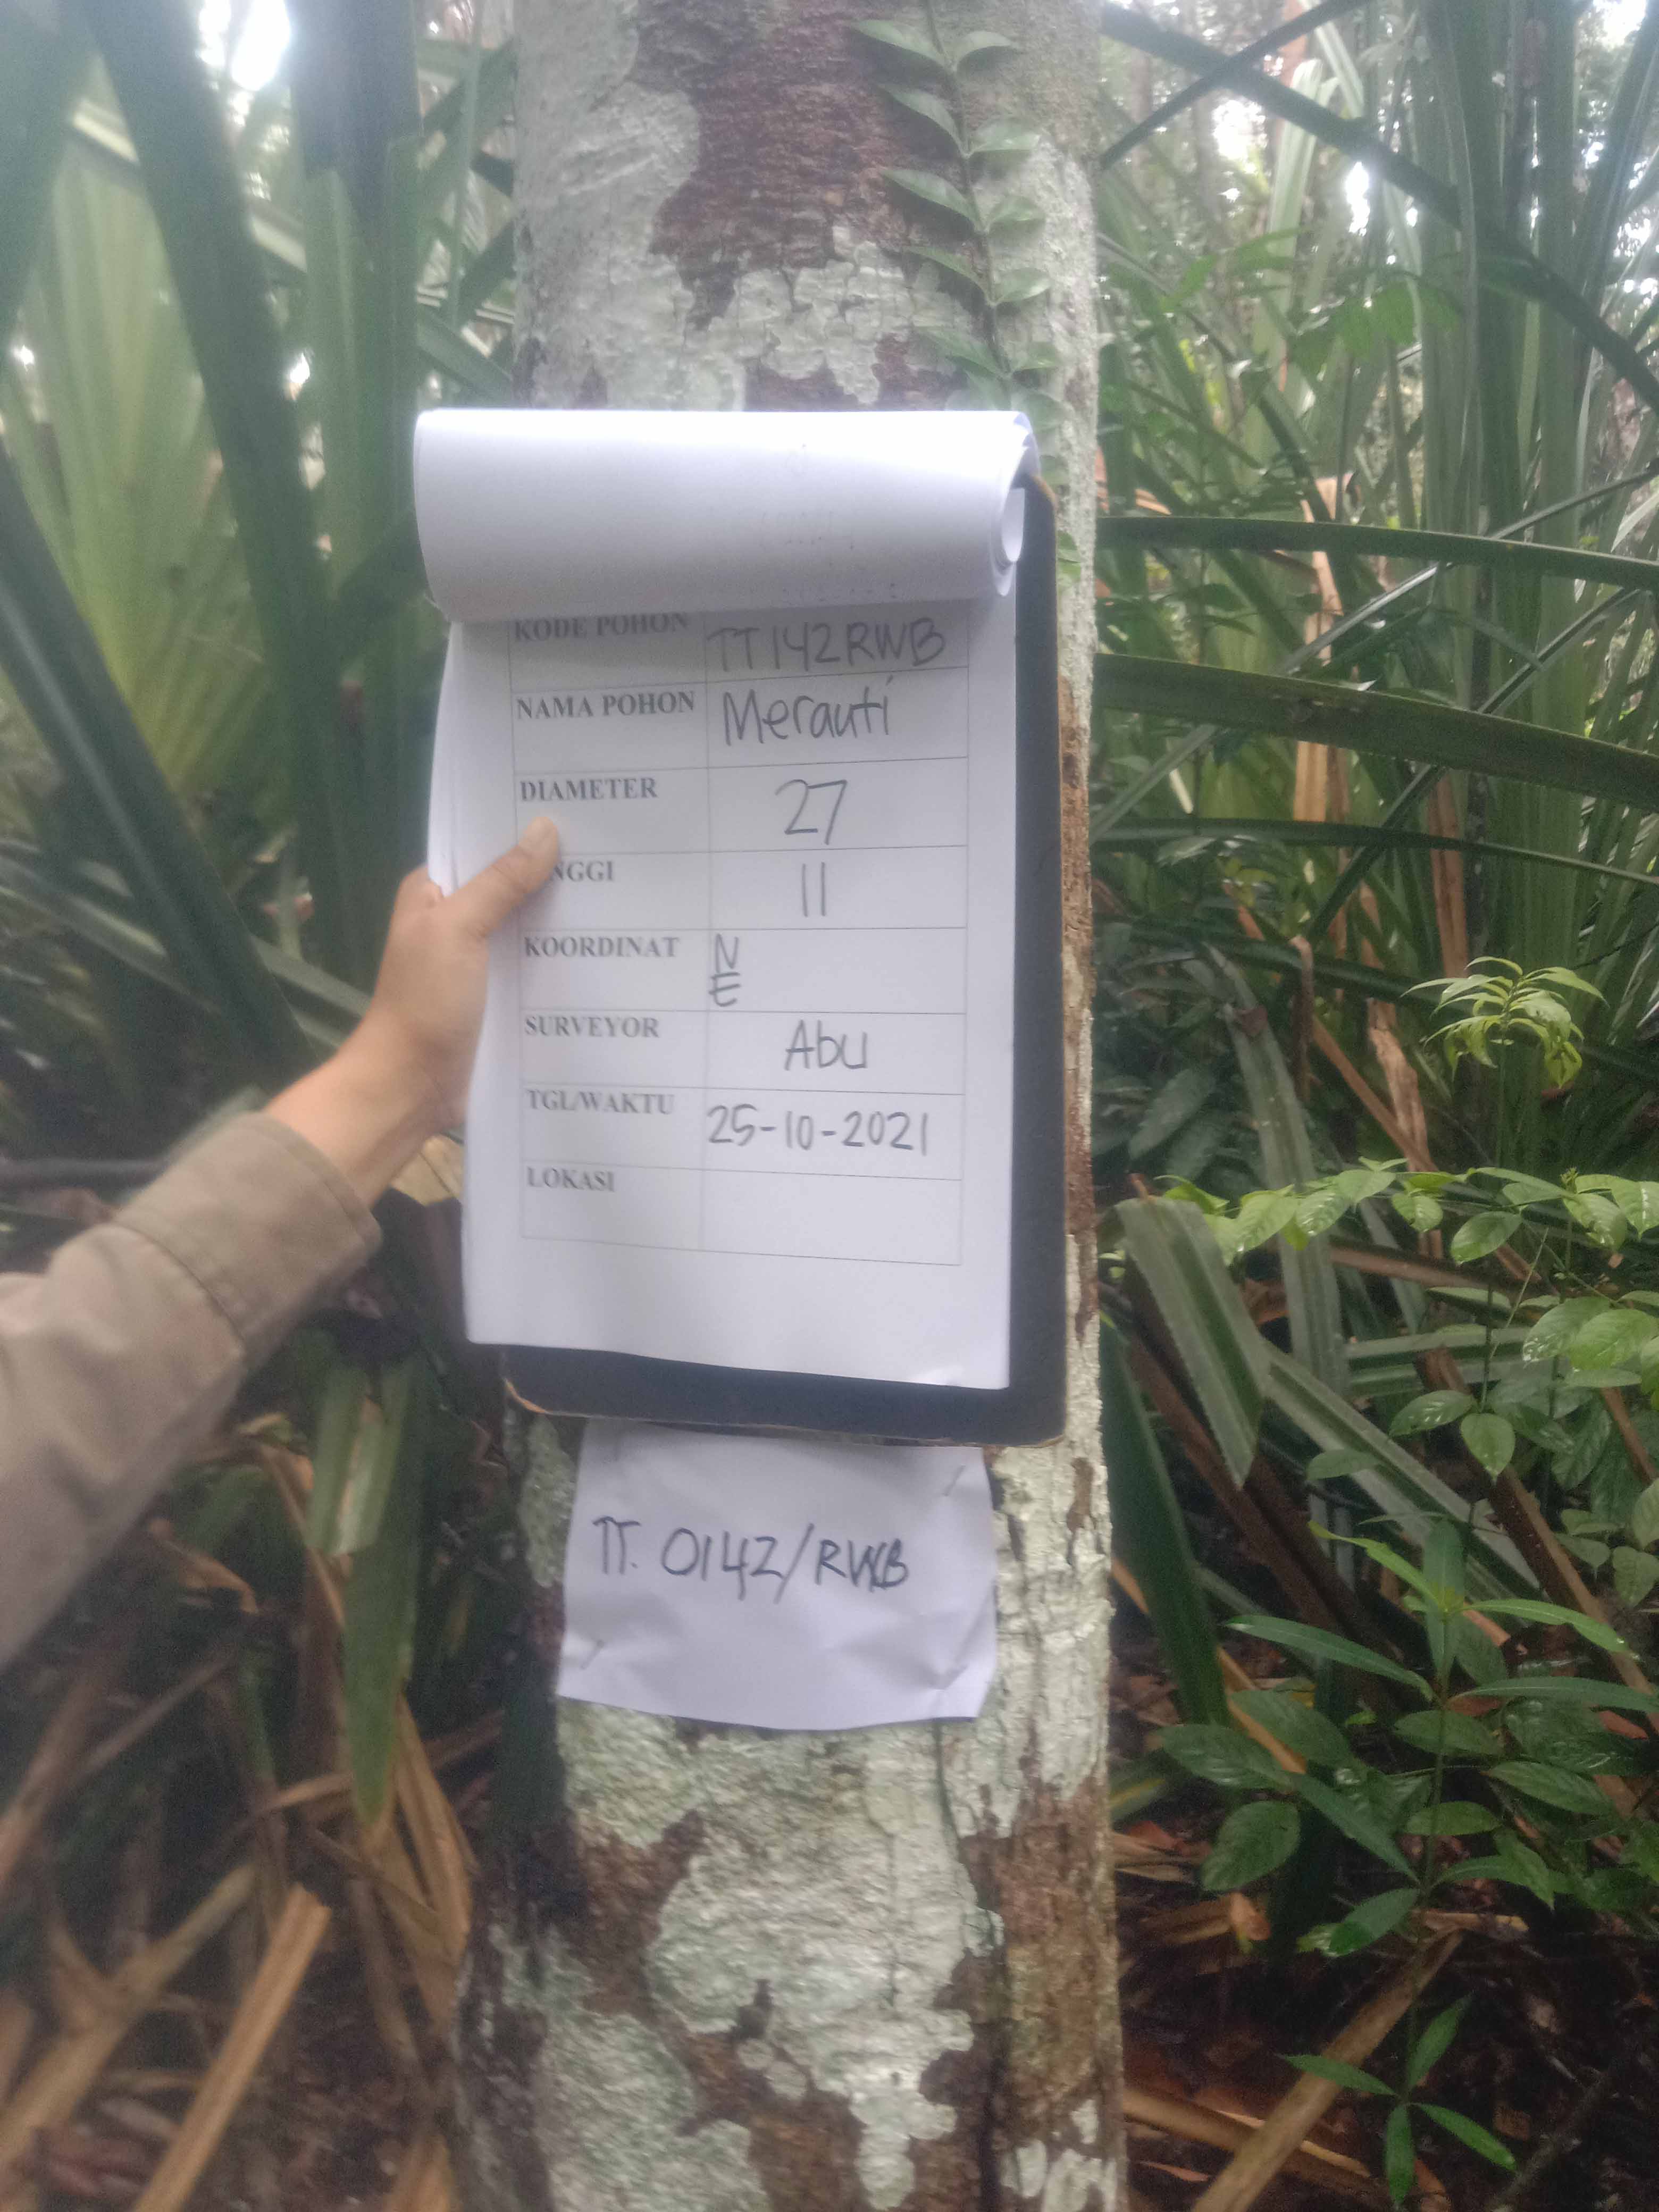 KODE POHON TT142RWB
NAMA POHON Merauti
DIAMETER 27
NGGI 11
KOORDINAT N
E
SURVEYOR Abu
TGL/WAKTU 25-10-2021
LOKASI
TT. 0142/RWB